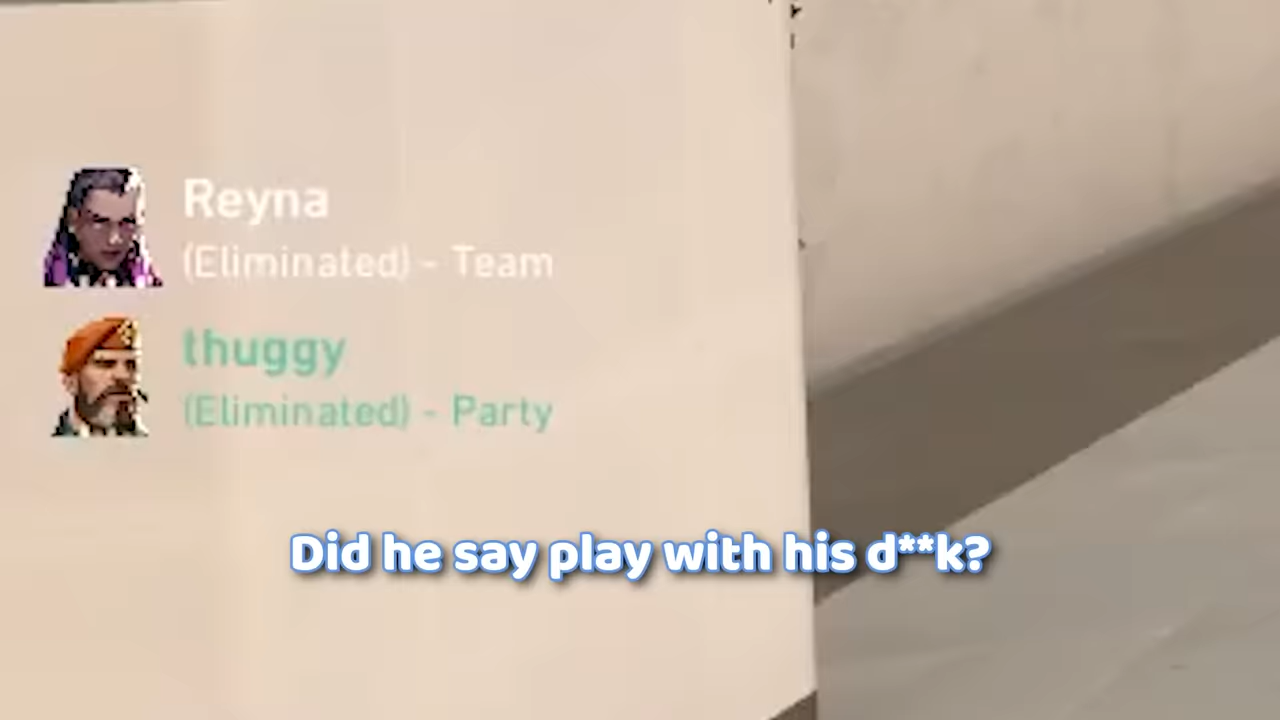 Reyna
(Eliminated) - Team
thuggy
(Eliminated) - Party
Did he say play with his d**k?